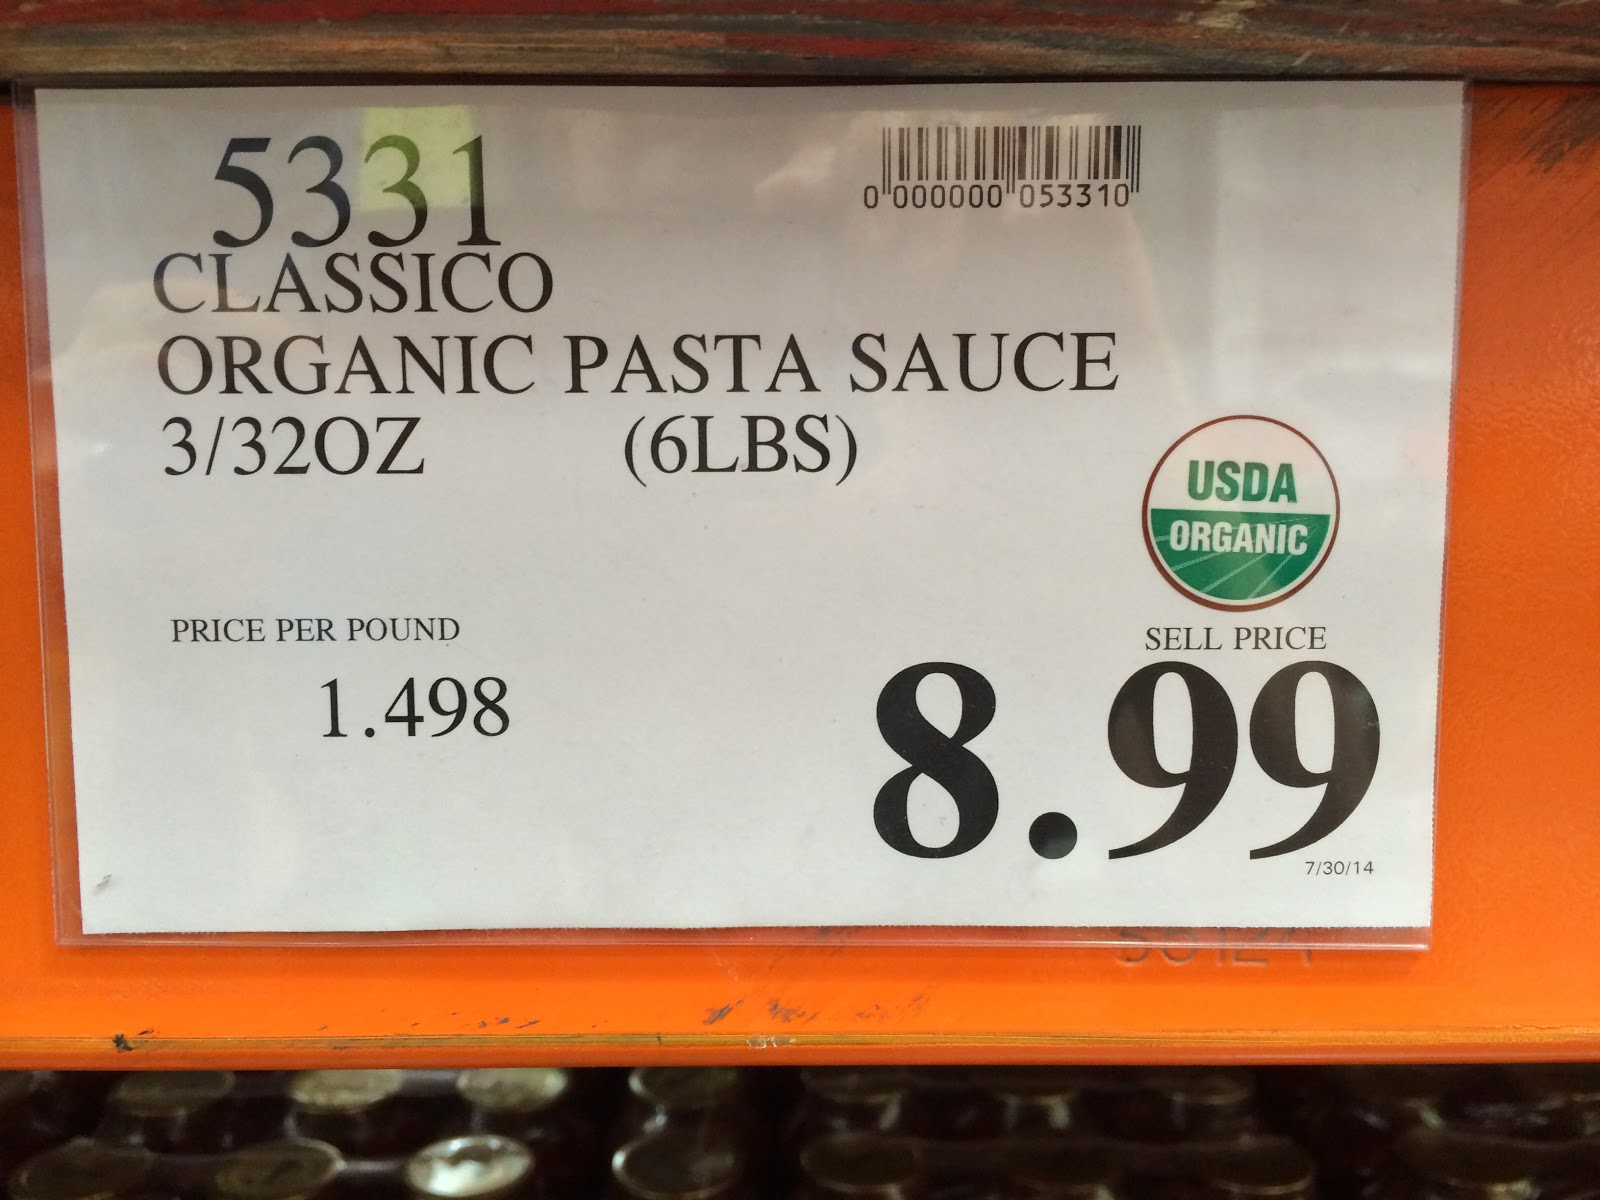 5331
0 000000 053310
CLASSICO
ORGANIC PASTA SAUCE
3/32OZ (6LBS)
USDA
ORGANIC
PRICE PER POUND
1.498
SELL PRICE
8.99
7/30/14